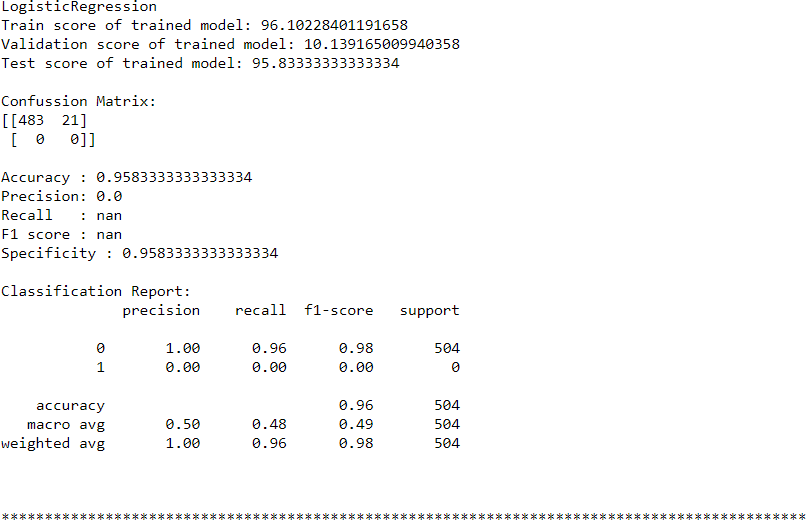 LogisticRegression
Train score of trained model: 96.10228401191658
Validation score of trained model: 10.139165009940358
Test score of trained model: 95.83333333333334
Confussion Matrix:
[[483  21]
 [  0   0]]
Accuracy : 0.9583333333333334
Precision: 0.0
Recall   : nan
F1 score : nan
Specificity : 0.9583333333333334
Classification Report:
              precision    recall  f1-score   support
           0       1.00      0.96      0.98       504
           1       0.00      0.00      0.00         0
    accuracy                           0.96       504
   macro avg       0.50      0.48      0.49       504
weighted avg       1.00      0.96      0.98       504
*********************************************************************************************